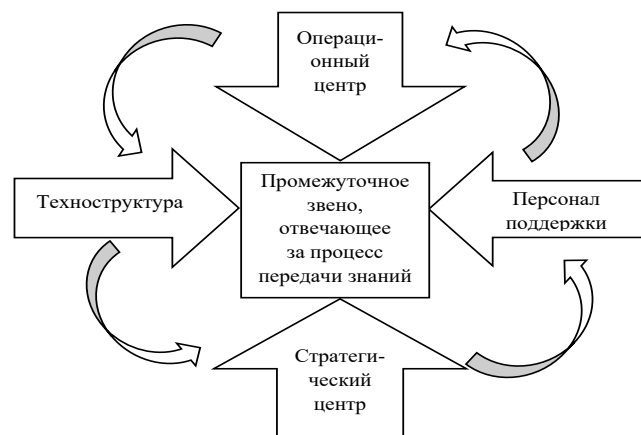 Операци-
онный
центр
Техноструктура
Промежуточное
звено,
отвечающее
за процесс
передачи знаний
Персонал
поддержки
Стратеги-
ческий
центр